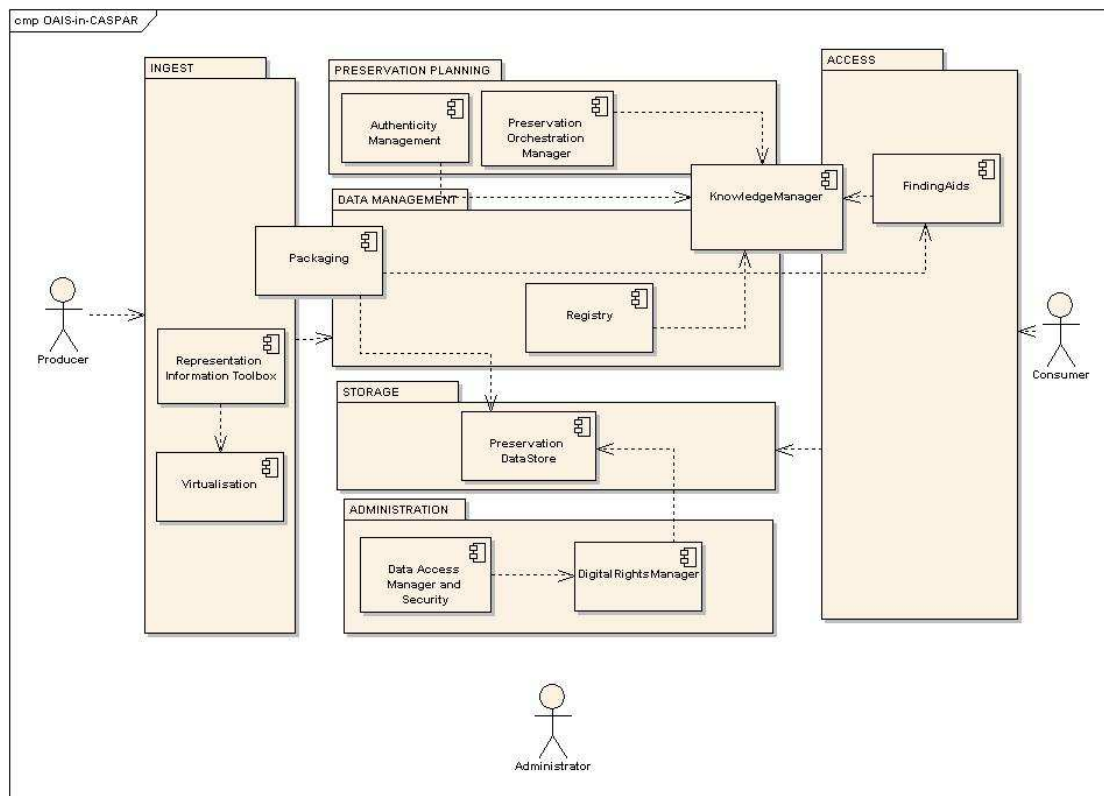 cmp OAIS-in-CASPAR
INGEST
PRESERVATION PLANNING
ACCESS
Authenticity
Management
Preservation
Orchestration
Manager
KnowledgeManager
FindingAids
DATA MANAGEMENT
Packaging
Registry
Producer
Representation
Information Toolbox
Consumer
STORAGE
Preservation
DataStore
Virtualisation
ADMINISTRATION
Data Access
Manager and
Security
DigitalRightsManager
Administrator